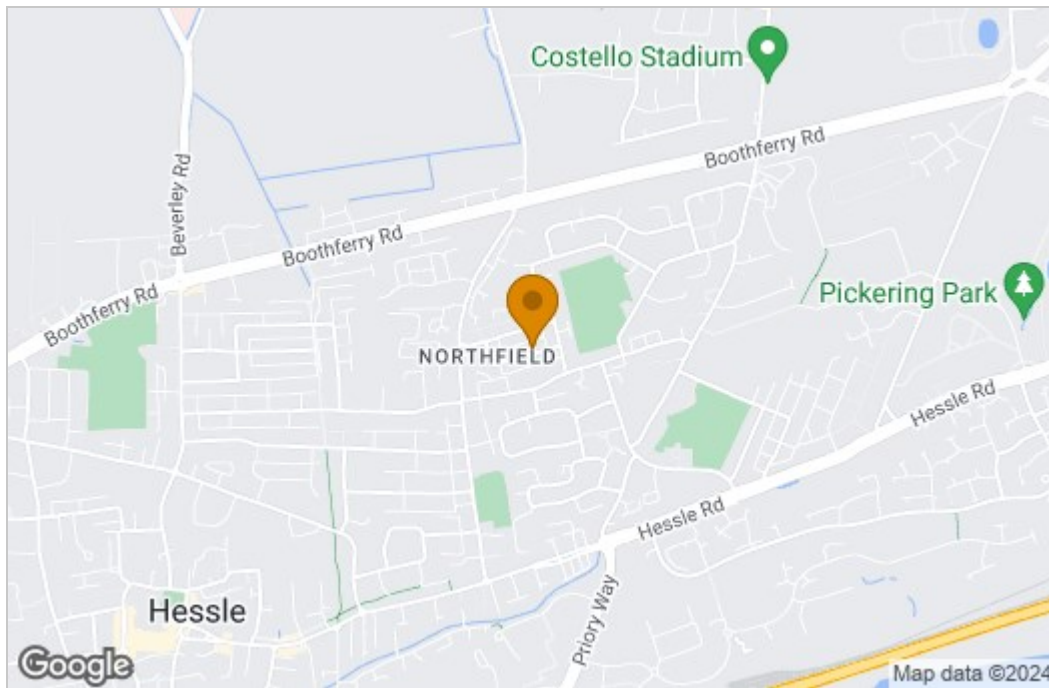 Costello Stadium
Boothferry Rd
Beverley Rd
Boothferry Rd
Boothferry Rd
Pickering Park
NORTHFIELD
Hessle Rd
Hessle Rd
Hessle
Priory Way
Google
Map data ©2024